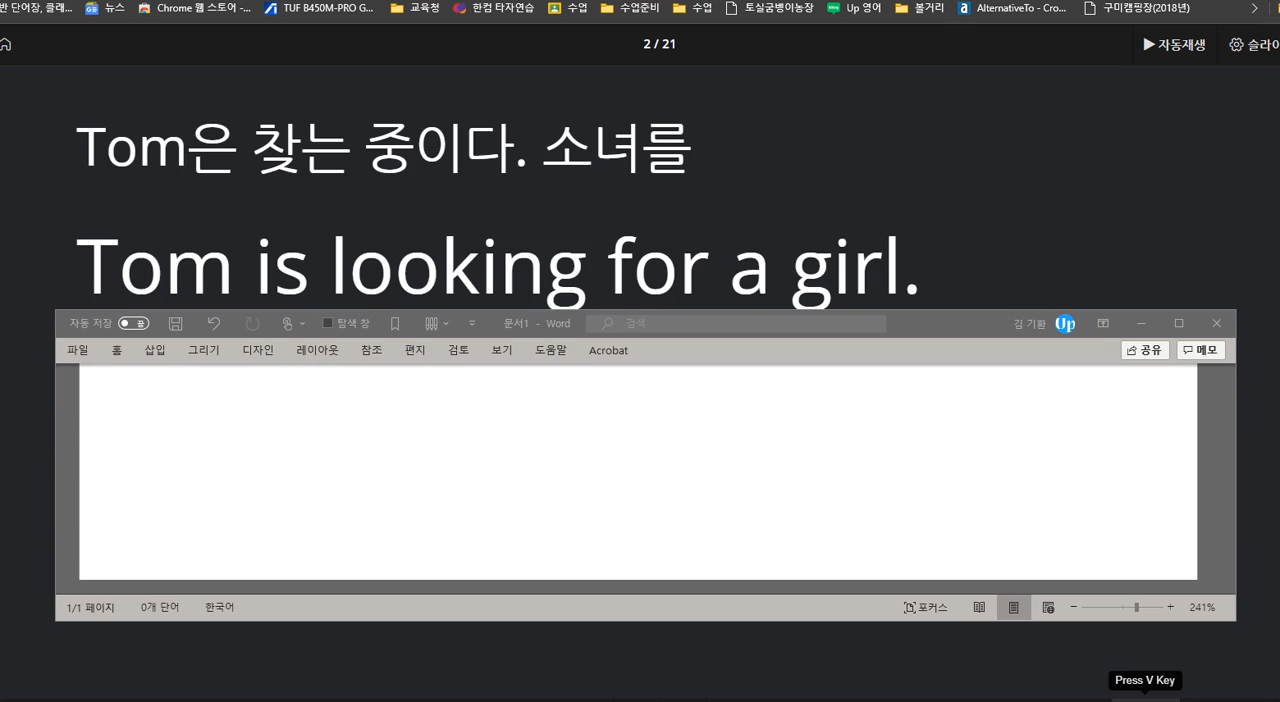 반 단어장, 클래... 뉴스 Chrome 웹 스토어 -... TUF B450M-PRO G... 교육청 한컴 타자연습 수업 수업준비 수업 토실굼벵이농장 Up 영어 볼거리 AlternativeTo - Cro... 구미캠핑장(2018년)
2 / 21 자동재생 슬라이
Tom은 찾는 중이다. 소녀를
Tom is looking for a girl.
자동 저장 끔 탐색 창 문서1 - Word 검색 김 기환 Up
파일 홈 삽입 그리기 디자인 레이아웃 참조 편지 검토 보기 도움말 Acrobat 공유 메모
1/1 페이지 0개 단어 한국어 포커스 241%
Press V Key